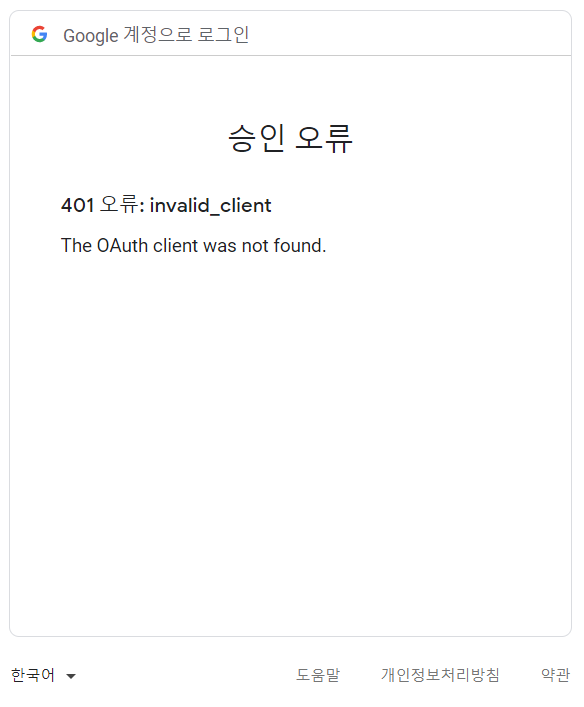 Google 계정으로 로그인
승인 오류
401 오류: invalid_client
The OAuth client was not found.
한국어 도움말 개인정보처리방침 약관